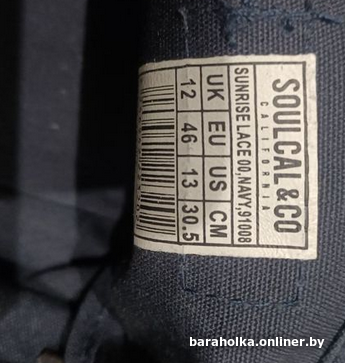 SOULCAL & CO
CALIFORNIA
SUNRISE LACE 00,NAVY,91008
UK EU US CM
12 46 13 30.5
baraholka.onliner.by